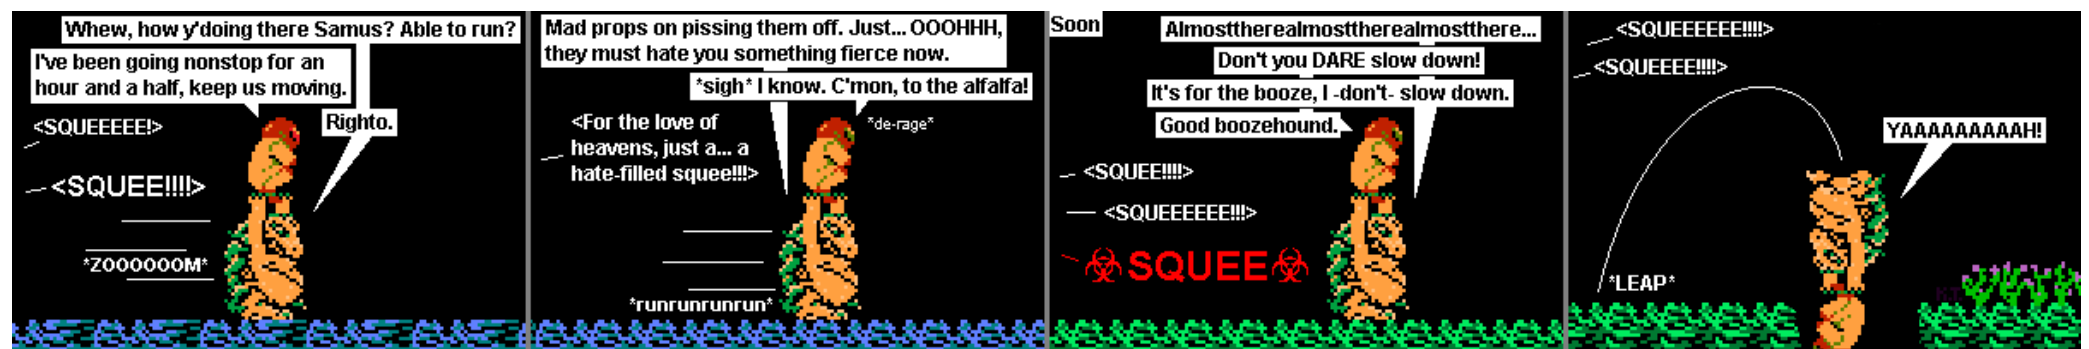 Whew, how y'doing there Samus? Able to run?
I've been going nonstop for an
hour and a half, keep us moving.
Righto.
<SQUEEEEE!>
<SQUEE!!!!>
*ZOOOOOOM*
Mad props on pissing them off. Just... OOOHHH,
they must hate you something fierce now.
*sigh* I know. C'mon, to the alfalfa!
*de-rage*
<For the love of
heavens, just a... a
hate-filled squee!!!>
*runrunrunrun*
Soon
Almosttherealmosttherealmostthere...
Don't you DARE slow down!
It's for the booze, I -don't- slow down.
Good boozehound.
<SQUEE!!!!>
<SQUEEEEEE!!!>
☣SQUEE☣
<SQUEEEEEE!!!!>
<SQUEEEE!!!!>
YAAAAAAAAAH!
*LEAP*